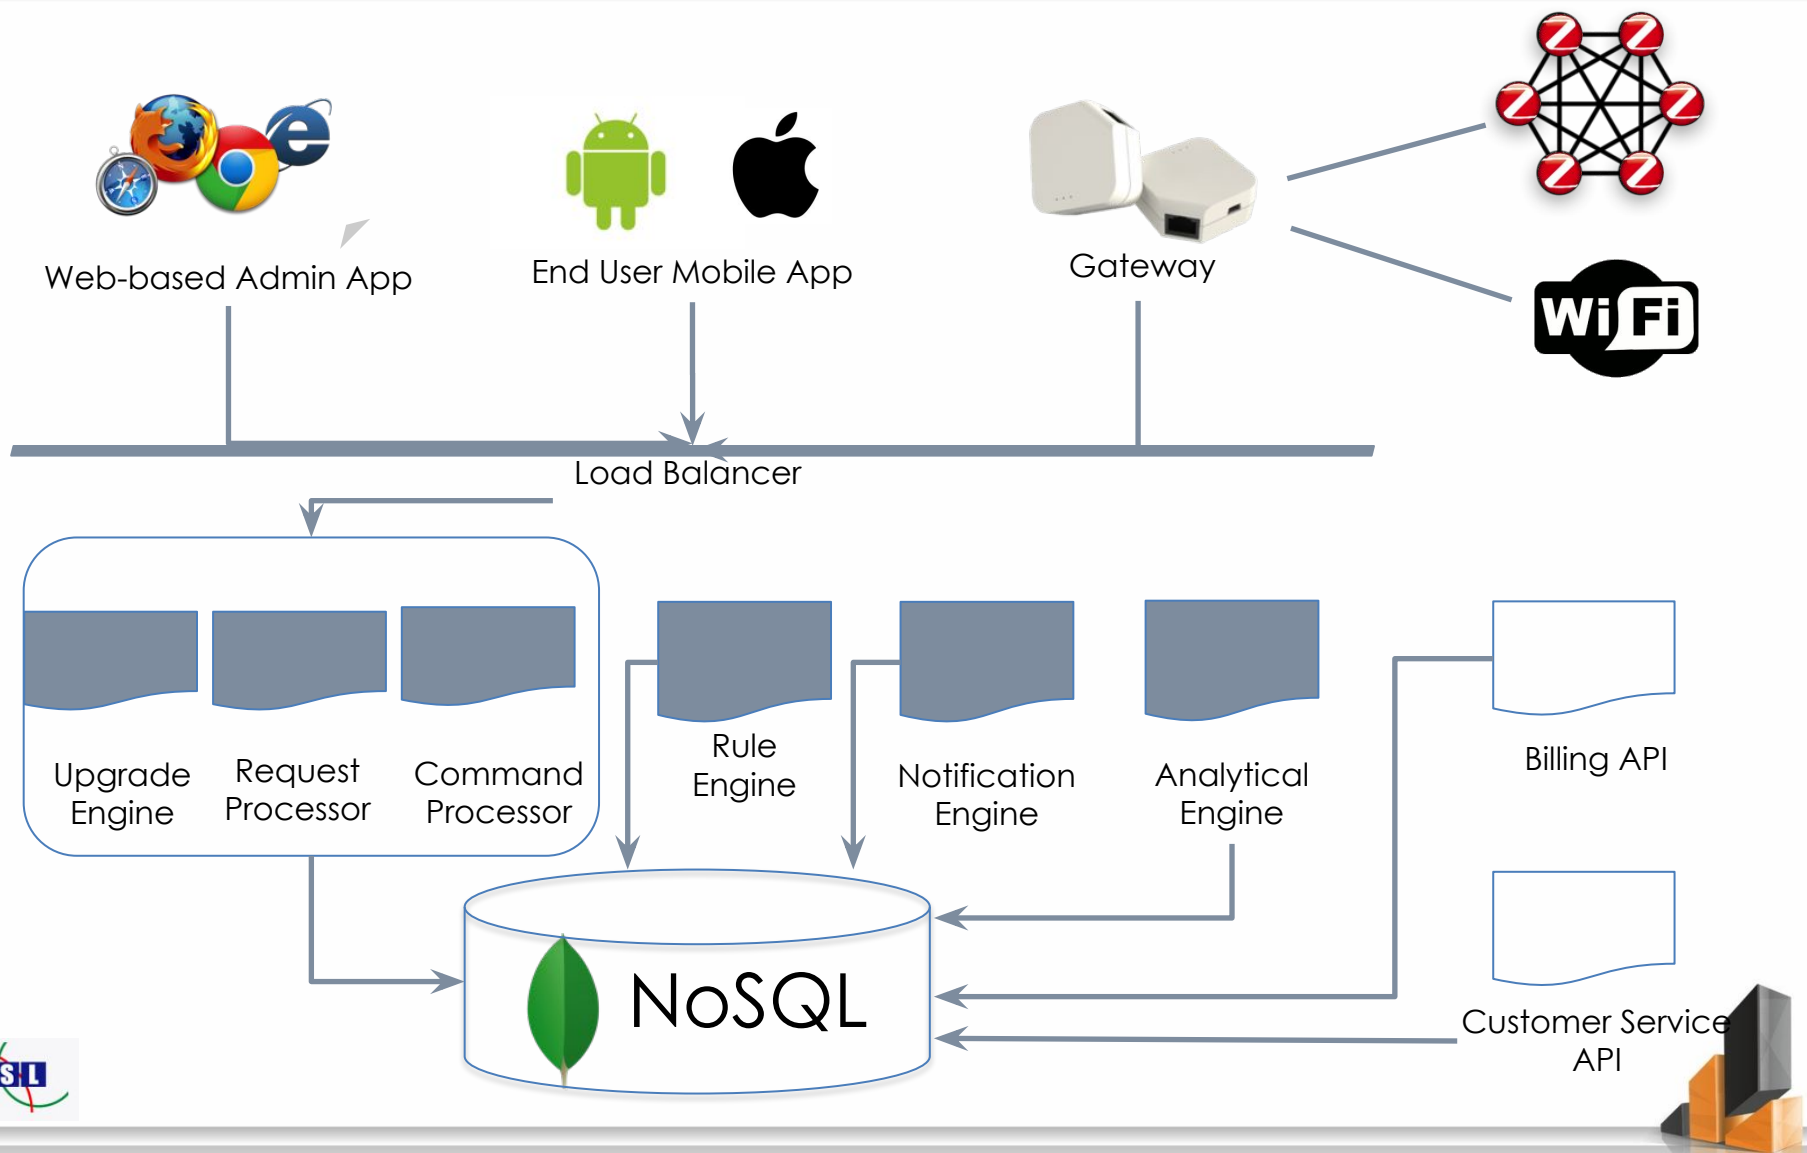 Z Z
Z Z
Z Z
Web-based Admin App
End User Mobile App
Gateway
Wi Fi
Load Balancer
Upgrade
Engine
Request
Processor
Command
Processor
Rule
Engine
Notification
Engine
Analytical
Engine
Billing API
NoSQL
Customer Service
API
SL